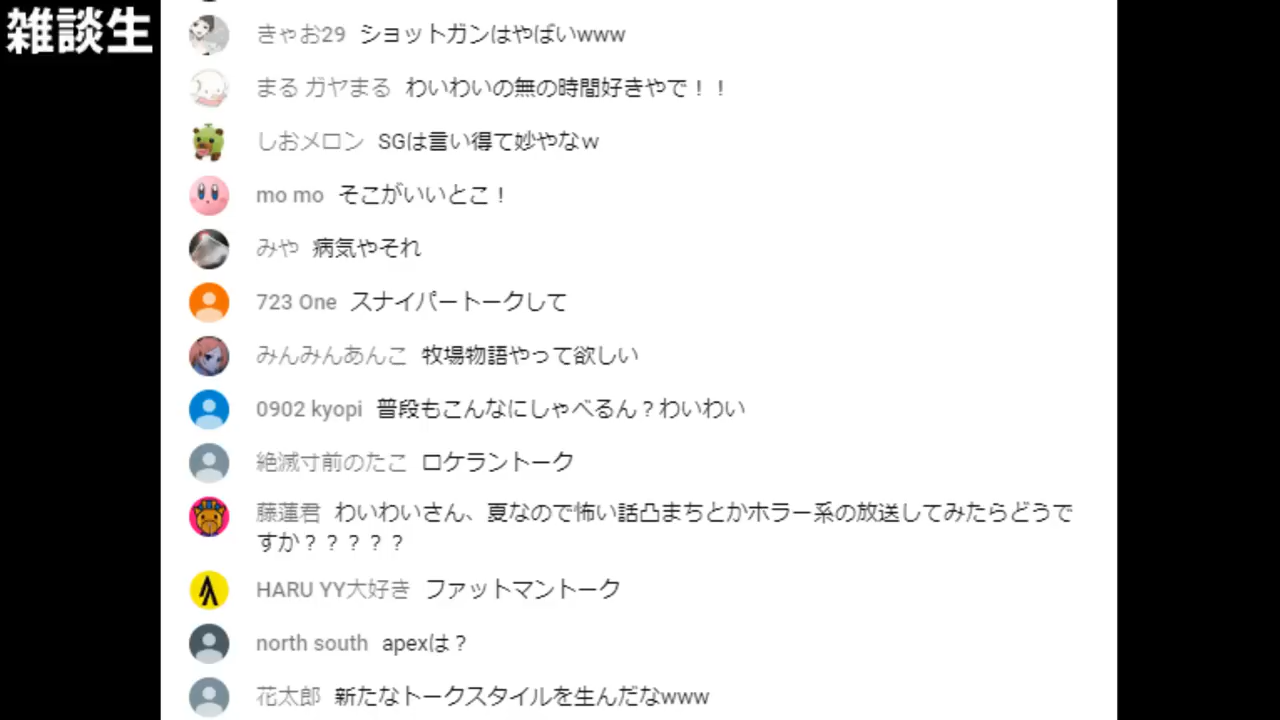 雑談生
きゃお29 ショットガンはやばいwww
まる ガヤまる わいわいの無の時間好きやで！！
しおメロン SGは言い得て妙やなｗ
mo mo そこがいいとこ！
みや 病気やそれ
723 One スナイパートークして
みんみんあんこ 牧場物語やって欲しい
0902 kyopi 普段もこんなにしゃべるん？わいわい
絶滅寸前のたこ ロケラントーク
藤蓮君 わいわいさん、夏なので怖い話凸まちとかホラー系の放送してみたらどうで
すか？？？？？
HARU YY大好き ファットマントーク
north south apexは？
花太郎 新たなトークスタイルを生んだなwww